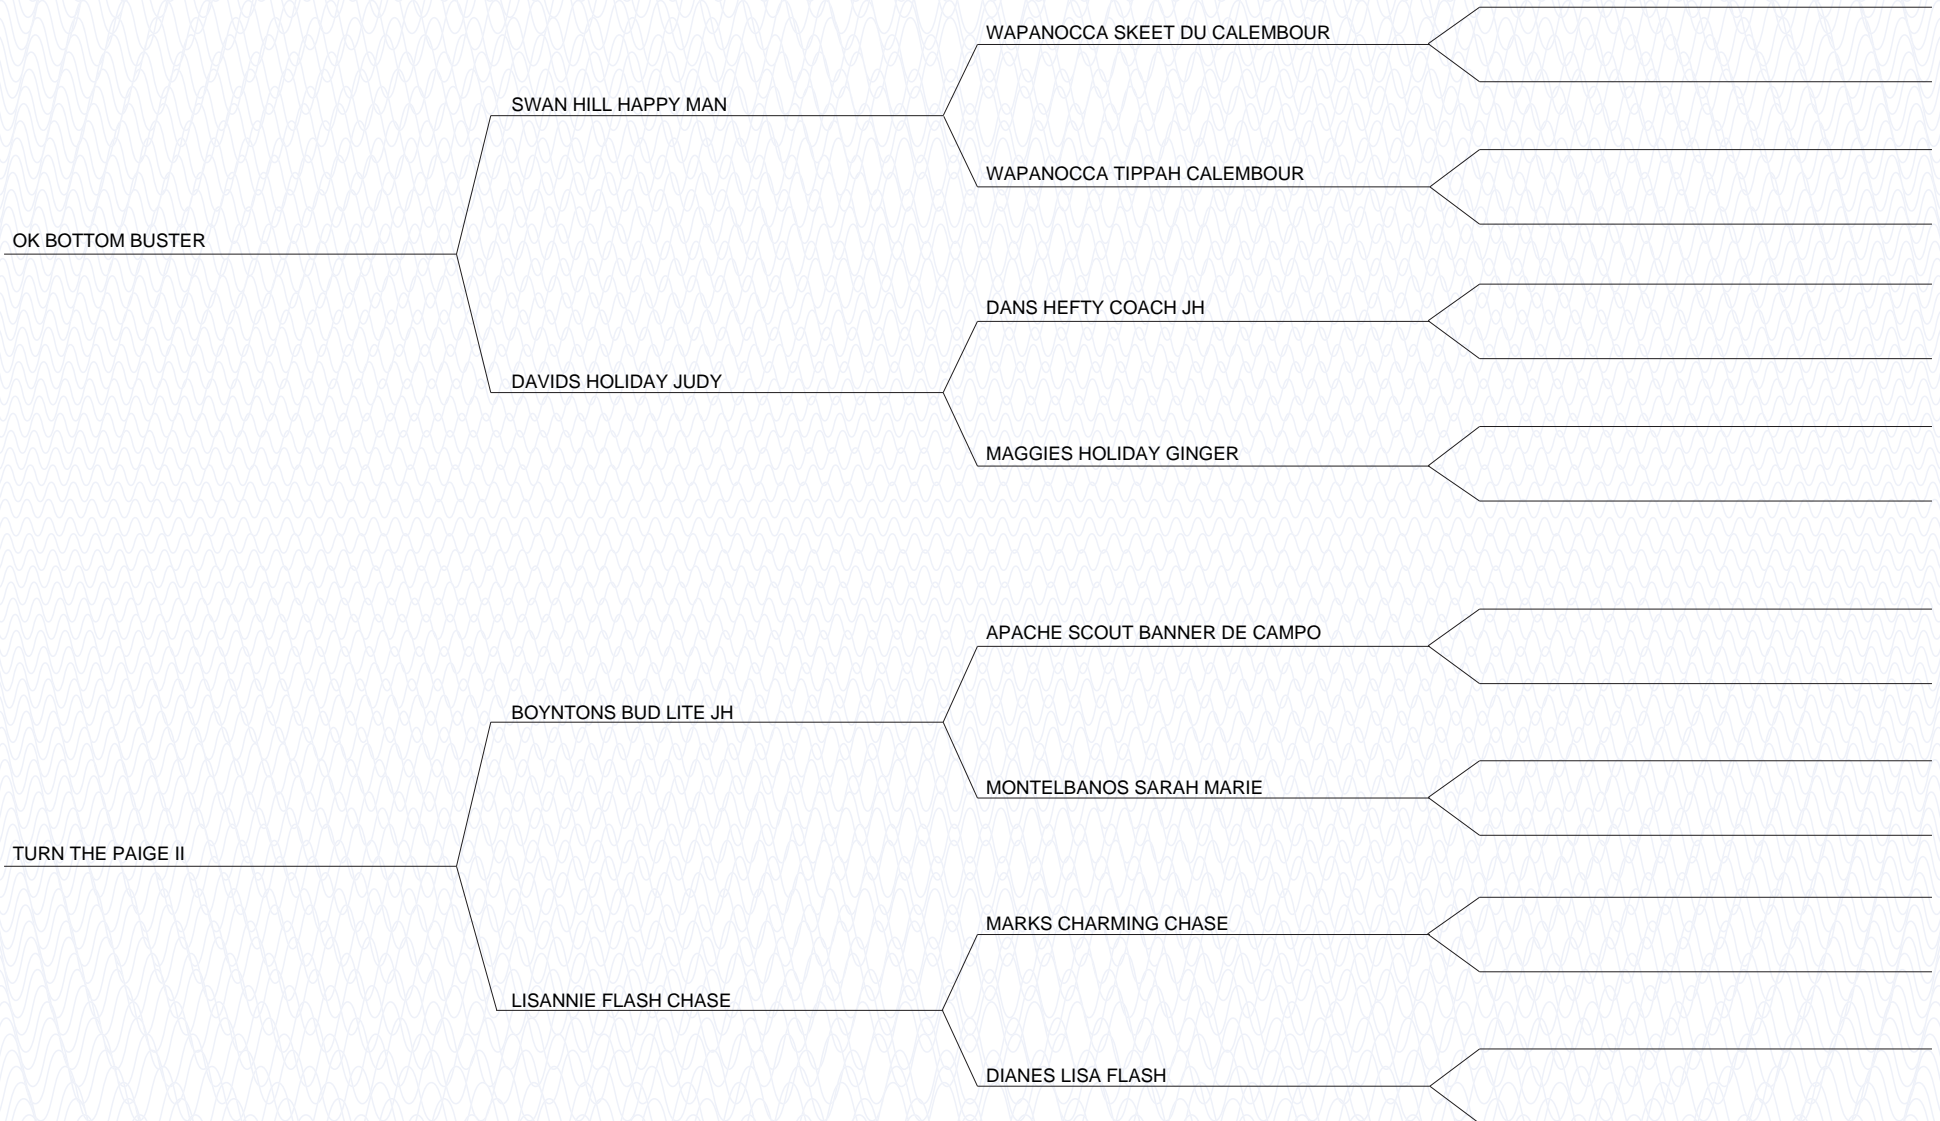 WAPANOCCA SKEET DU CALEMBOUR
SWAN HILL HAPPY MAN
WAPANOCCA TIPPAH CALEMBOUR
OK BOTTOM BUSTER
DANS HEFTY COACH JH
DAVIDS HOLIDAY JUDY
MAGGIES HOLIDAY GINGER
APACHE SCOUT BANNER DE CAMPO
BOYNTONS BUD LITE JH
MONTELBANOS SARAH MARIE
TURN THE PAIGE II
MARKS CHARMING CHASE
LISANNIE FLASH CHASE
DIANES LISA FLASH